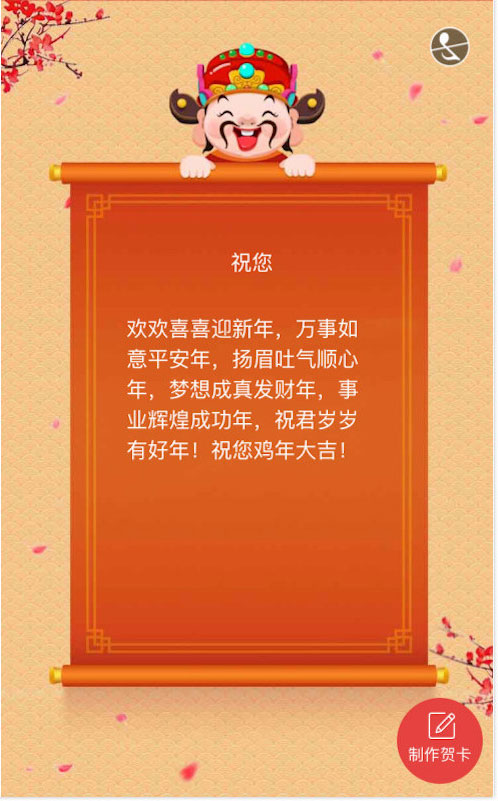 祝您
欢欢喜喜迎新年，万事如
意平安年，扬眉吐气顺心
年，梦想成真发财年，事
业辉煌成功年，祝君岁岁
有好年！祝您鸡年大吉！
制作贺卡